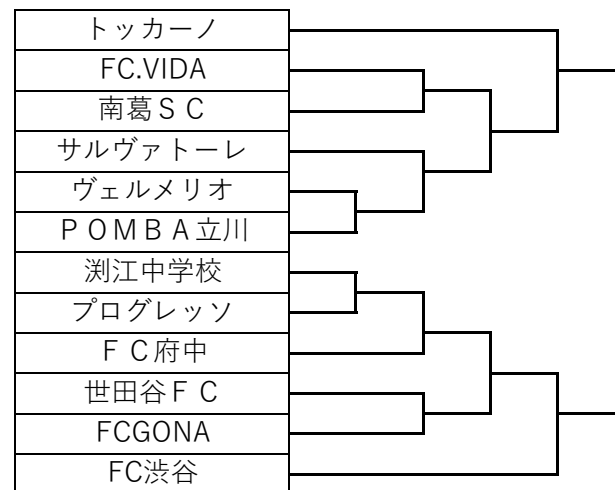 トッカーノ
FC.VIDA
南葛ＳＣ
サルヴァトーレ
ヴェルメリオ
ＰＯＭＢＡ立川
渕江中学校
プログレッソ
ＦＣ府中
世田谷ＦＣ
FCGONA
FC渋谷